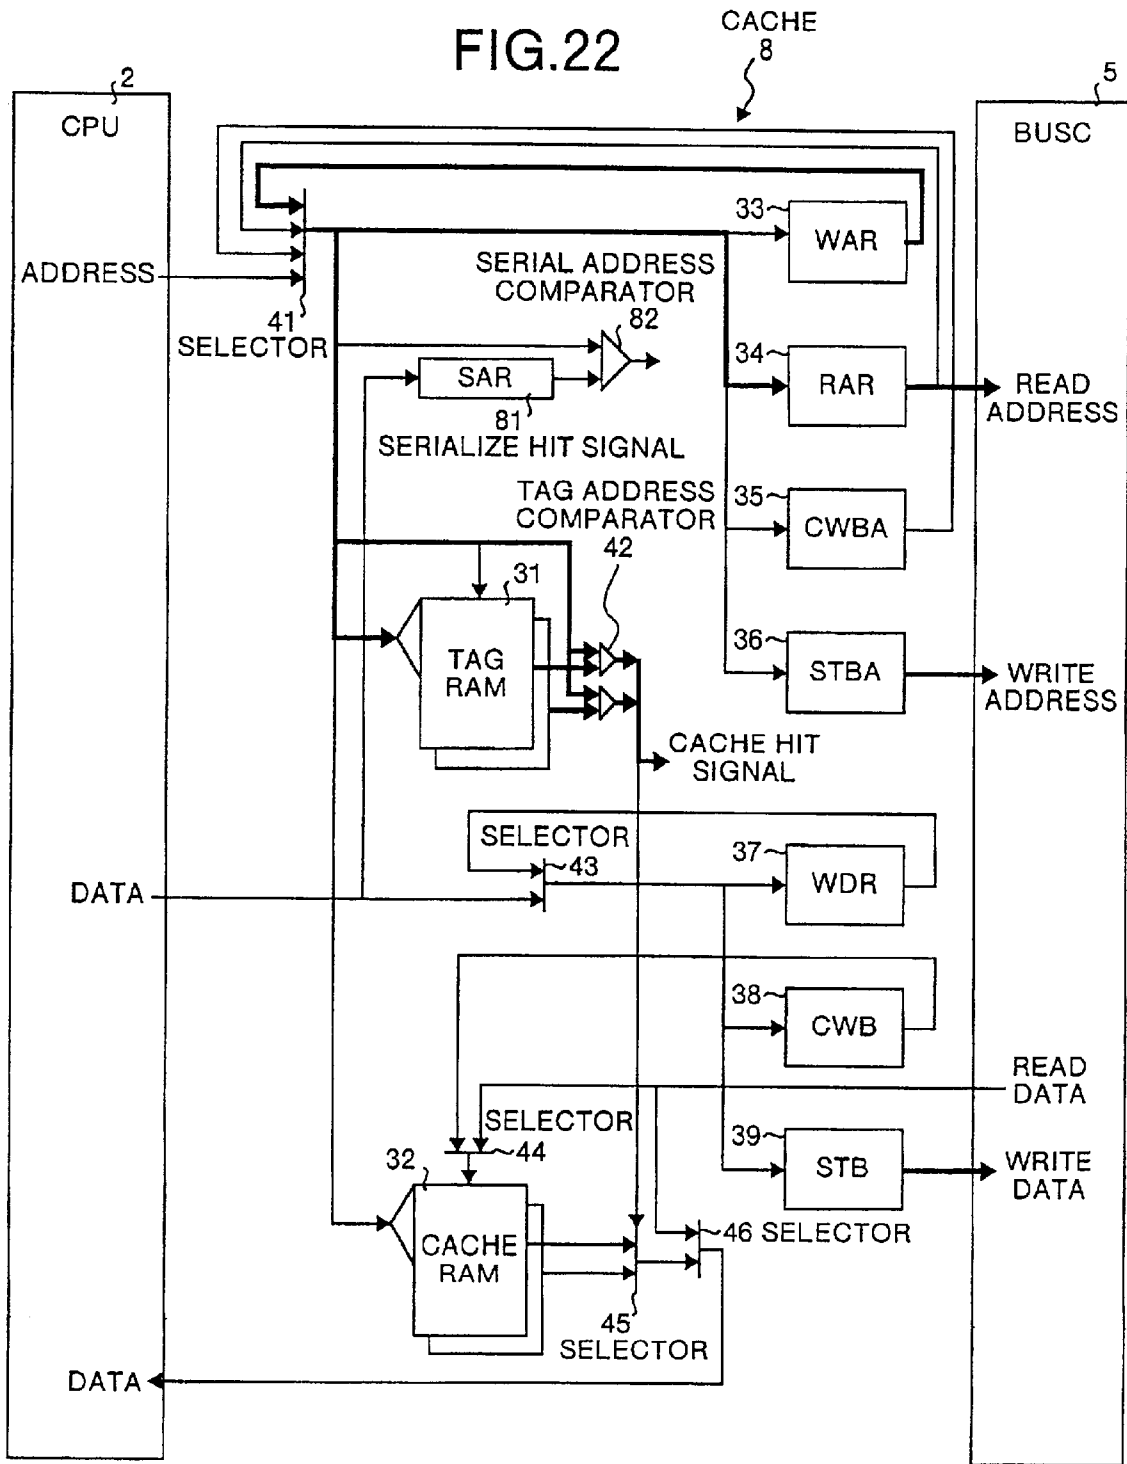 FIG.22
CACHE
8
2
CPU
5
BUSC
33
WAR
ADDRESS
SERIAL ADDRESS
COMPARATOR
41
SELECTOR
82
SAR
81
SERIALIZE HIT SIGNAL
34
RAR
READ
ADDRESS
TAG ADDRESS
COMPARATOR
35
CWBA
42
31
TAG
RAM
36
STBA
WRITE
ADDRESS
CACHE HIT
SIGNAL
SELECTOR
43
37
WDR
DATA
38
CWB
READ
DATA
SELECTOR
44
39
STB
WRITE
DATA
32
CACHE
RAM
46 SELECTOR
45
SELECTOR
DATA